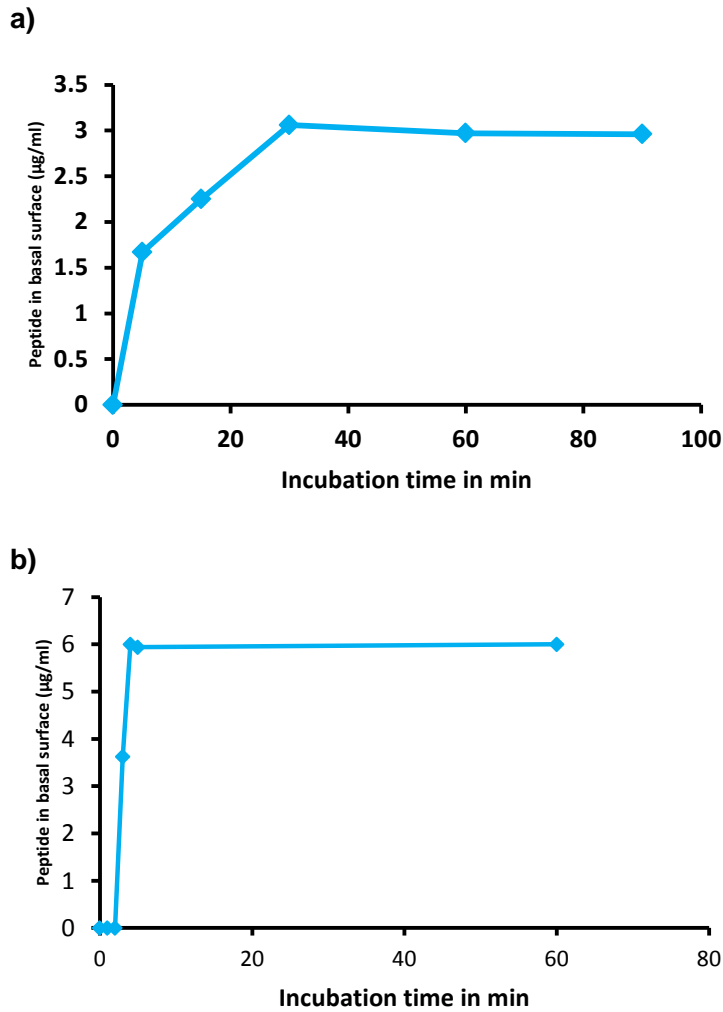 a)
Peptide in basal surface (µg/ml)
3.5
3
2.5
2
1.5
1
0.5
0
0 20 40 60 80 100
Incubation time in min
b)
Peptide in basal surface (µg/ml)
7
6
5
4
3
2
1
0
0 20 40 60 80
Incubation time in min